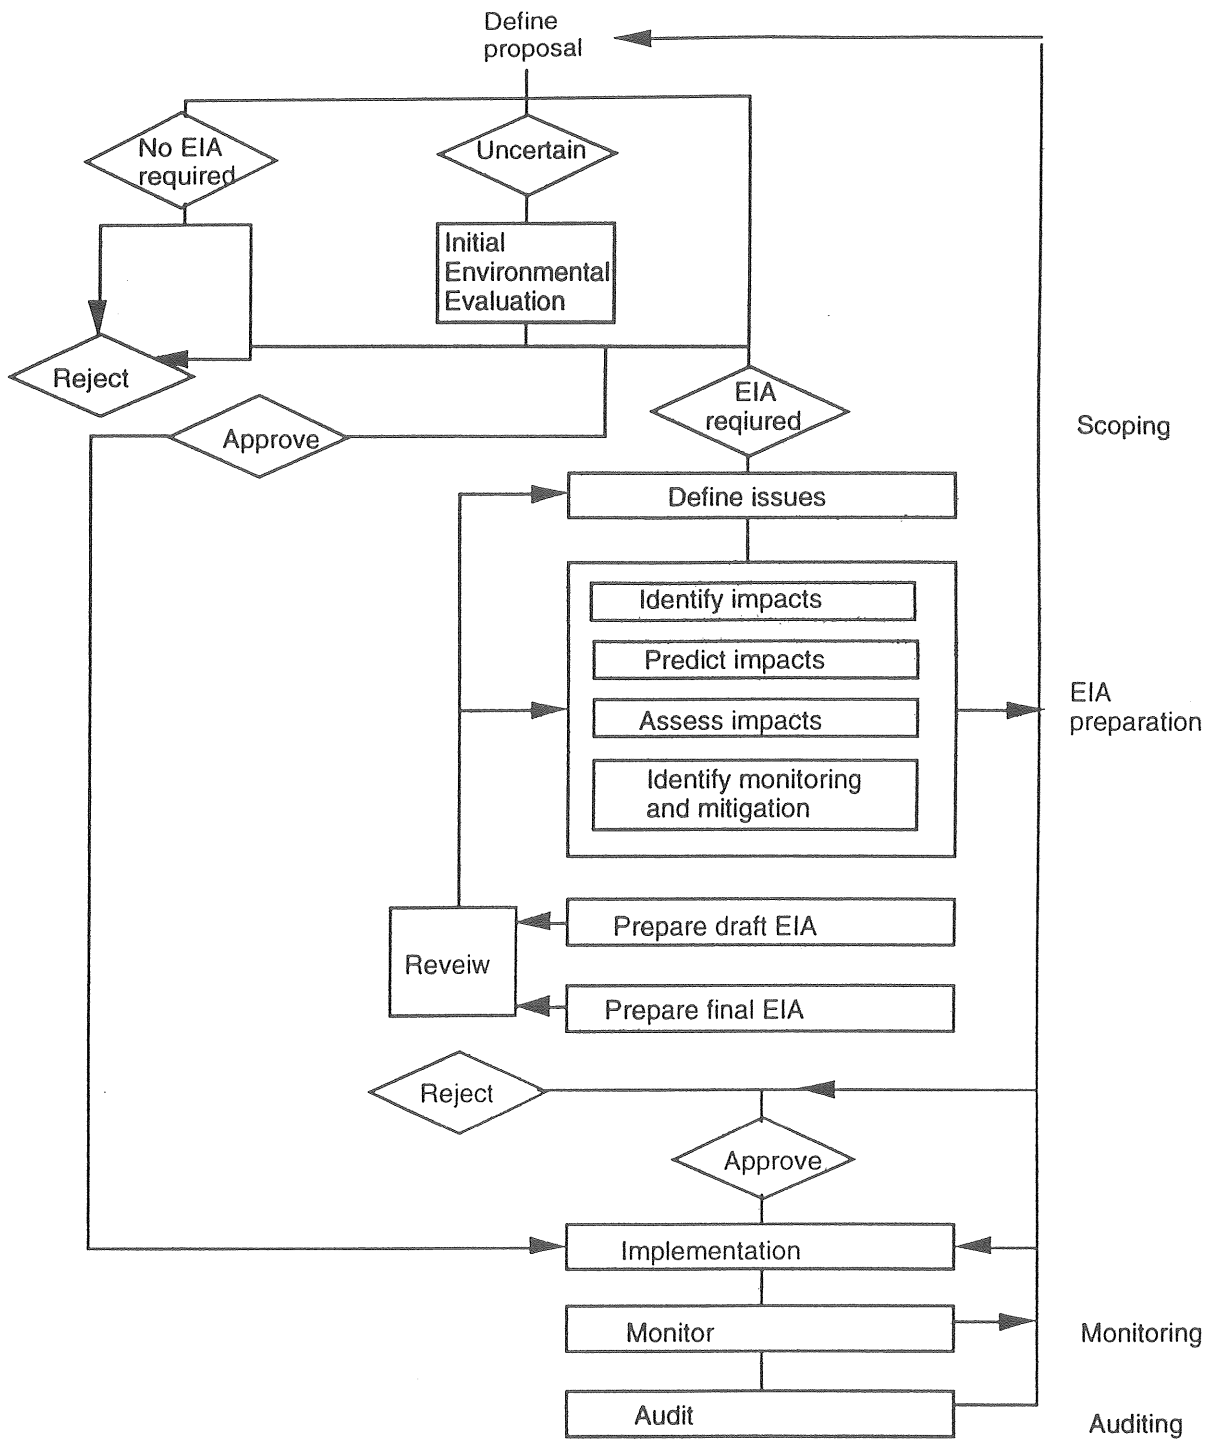 Define
proposal
No EIA
required
Uncertain
Initial
Environmental
Evaluation
Reject
EIA
reqiured
Approve
Scoping
Define issues
Identify impacts
Predict impacts
Assess impacts
EIA
preparation
Identify monitoring
and mitigation
Prepare draft EIA
Reveiw
Prepare final EIA
Reject
Approve
Implementation
Monitor
Monitoring
Audit
Auditing